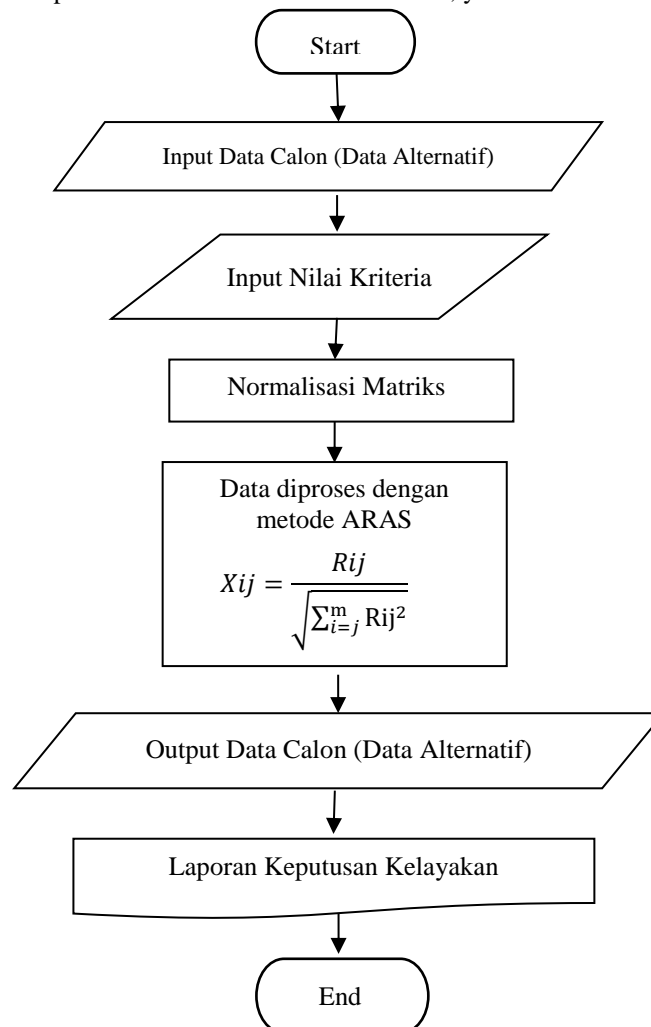 Start
Input Data Calon (Data Alternatif)
Input Nilai Kriteria
Normalisasi Matriks
Data diproses dengan
metode ARAS
Xij = Rij / √(∑_{i=j}^{m} Rij²)
Output Data Calon (Data Alternatif)
Laporan Keputusan Kelayakan
End